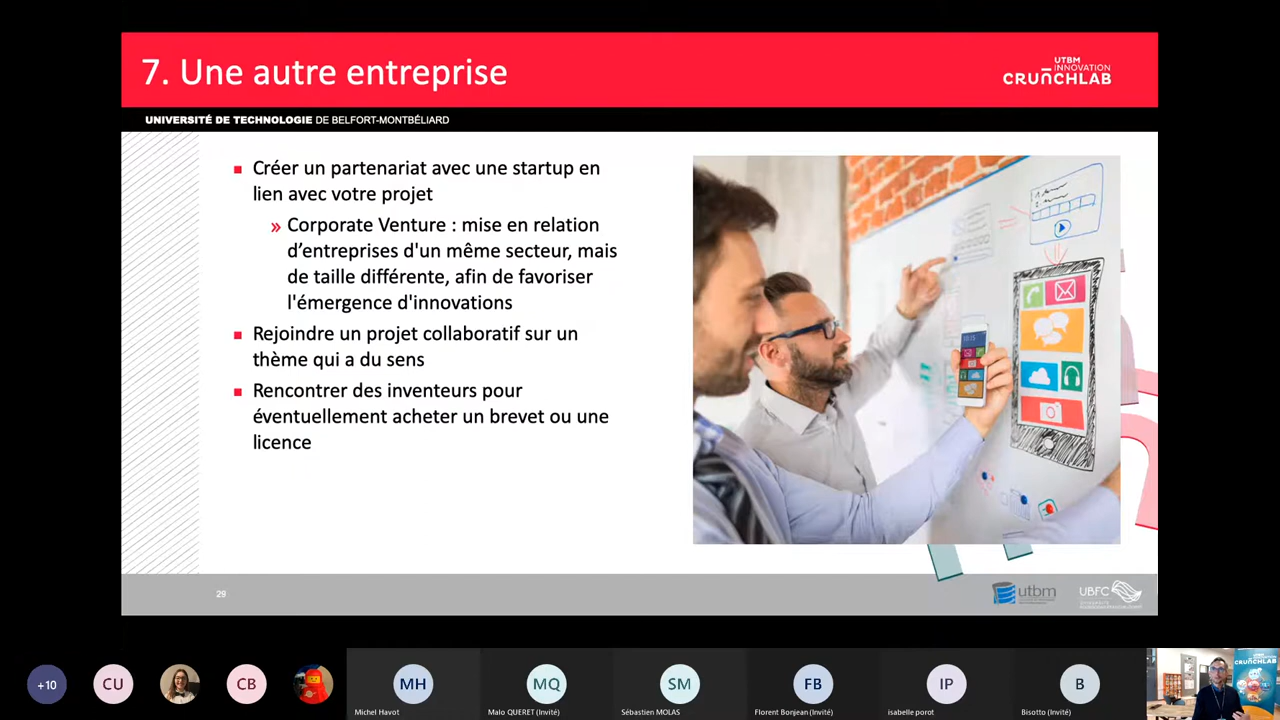 7. Une autre entreprise
UTBM
INNOVATION
CRUNCHLAB
UNIVERSITÉ DE TECHNOLOGIE DE BELFORT-MONTBÉLIARD
Créer un partenariat avec une startup en
lien avec votre projet
» Corporate Venture : mise en relation
d’entreprises d'un même secteur, mais
de taille différente, afin de favoriser
l'émergence d'innovations
Rejoindre un projet collaboratif sur un
thème qui a du sens
Rencontrer des inventeurs pour
éventuellement acheter un brevet ou une
licence
29
utbm
UBFC
+10
CU
CB
MH
MQ
SM
FB
IP
B
Michel Havot
Malo QUERET (Invité)
Sébastien MOLAS
Florent Bonjean (Invité)
isabelle porot
Bisotto (Invité)
CRUNCHLAB